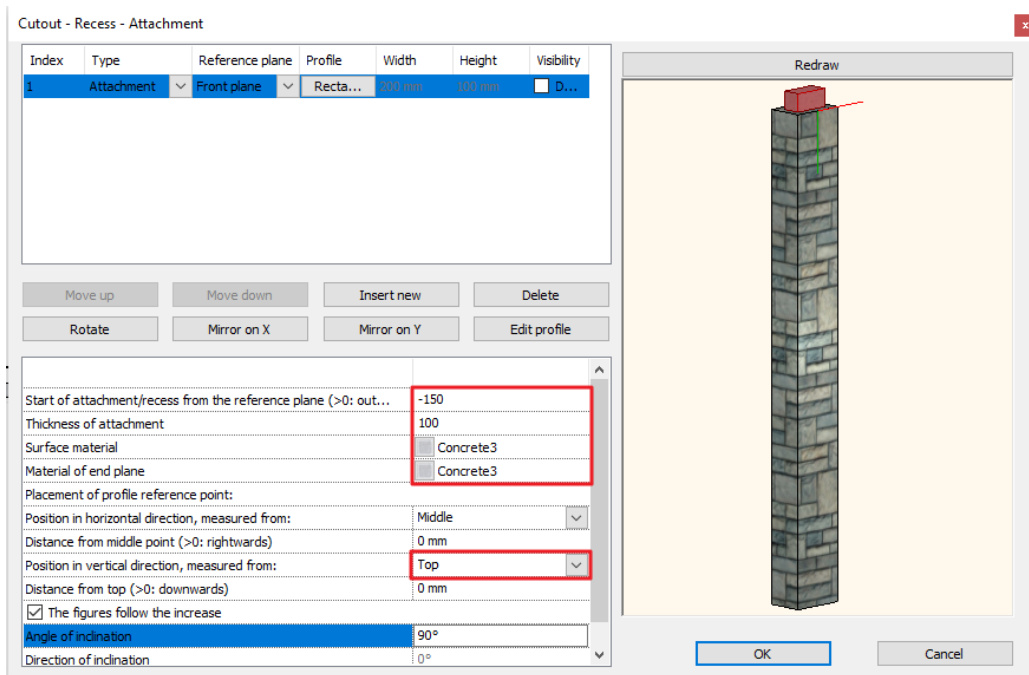 Cutout - Recess - Attachment
x
Index Type Reference plane Profile Width Height Visibility
1 Attachment Front plane Recta... 200 mm 100 mm D...
Redraw
Move up Move down Insert new Delete
Rotate Mirror on X Mirror on Y Edit profile
Start of attachment/recess from the reference plane (>0: out... -150
Thickness of attachment 100
Surface material Concrete3
Material of end plane Concrete3
Placement of profile reference point:
Position in horizontal direction, measured from: Middle
Distance from middle point (>0: rightwards) 0 mm
Position in vertical direction, measured from: Top
Distance from top (>0: downwards) 0 mm
The figures follow the increase
Angle of inclination 90°
Direction of inclination 0°
OK Cancel